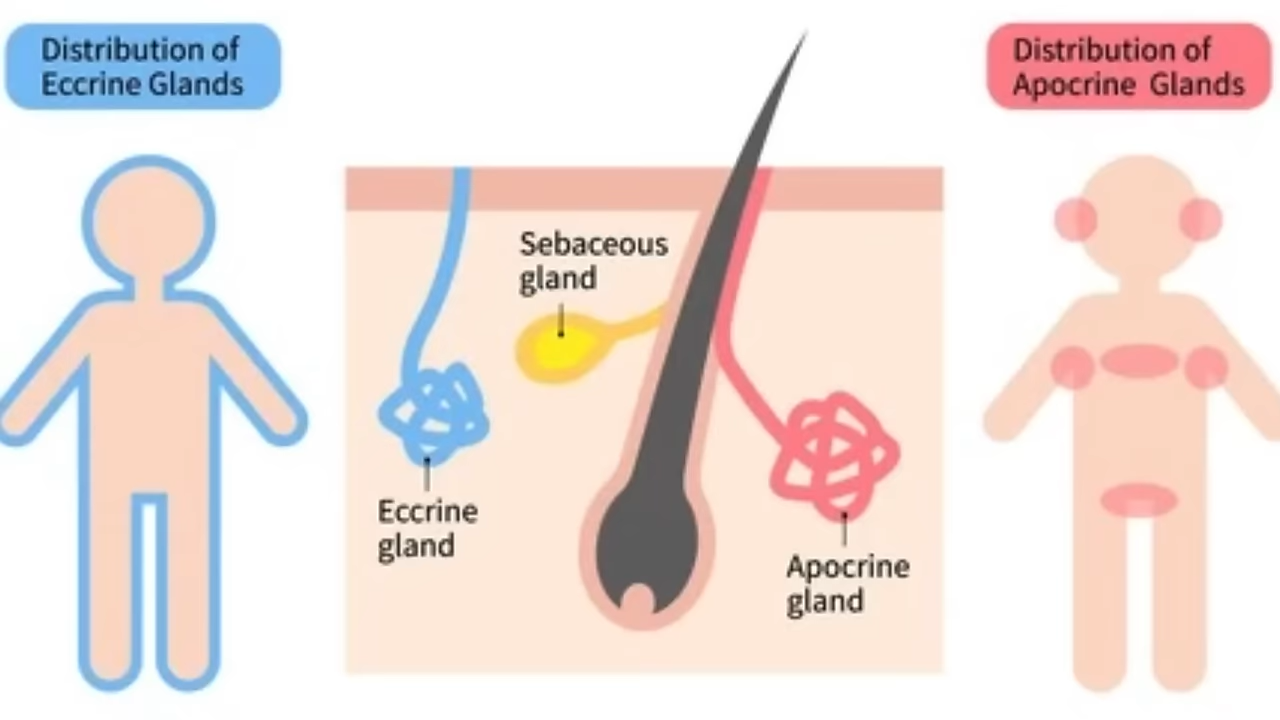 Distribution of
Eccrine Glands
Distribution of
Apocrine Glands
Sebaceous
gland
Eccrine
gland
Apocrine
gland